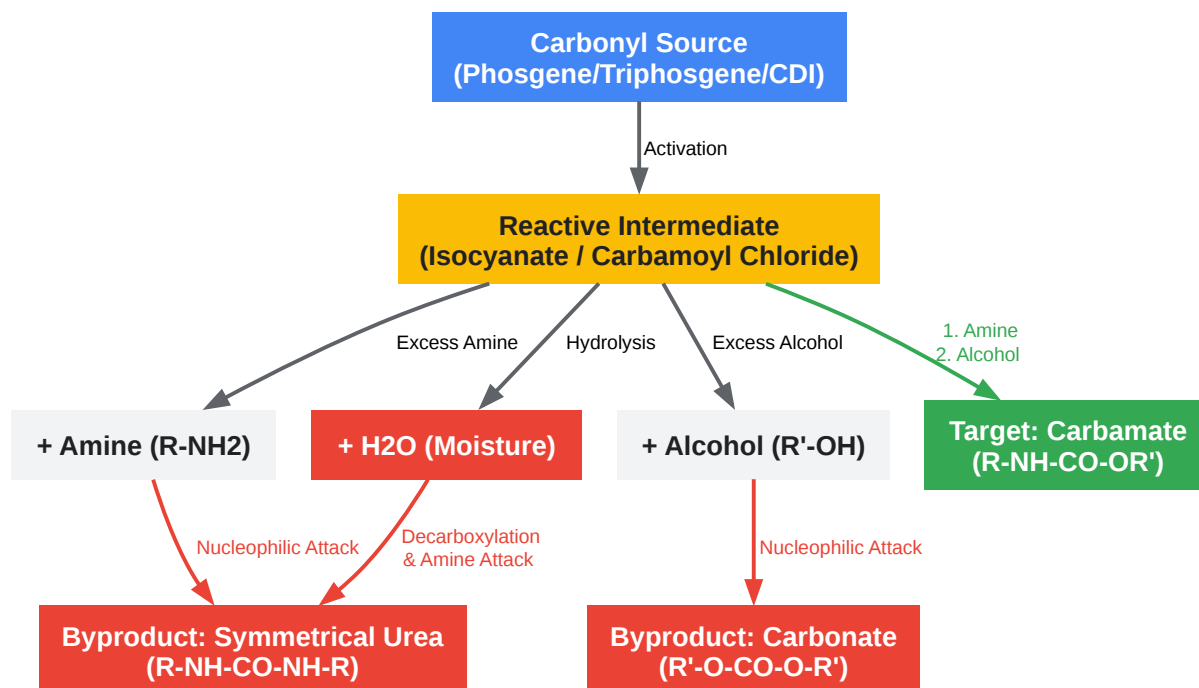 Carbonyl Source
(Phosgene/Triphosgene/CDI)
Activation
Reactive Intermediate
(Isocyanate / Carbamoyl Chloride)
Excess Amine
Hydrolysis
Excess Alcohol
1. Amine
2. Alcohol
+ Amine (R-NH2)
+ H2O (Moisture)
+ Alcohol (R'-OH)
Target: Carbamate
(R-NH-CO-OR')
Nucleophilic Attack
Decarboxylation
& Amine Attack
Nucleophilic Attack
Byproduct: Symmetrical Urea
(R-NH-CO-NH-R)
Byproduct: Carbonate
(R'-O-CO-O-R')